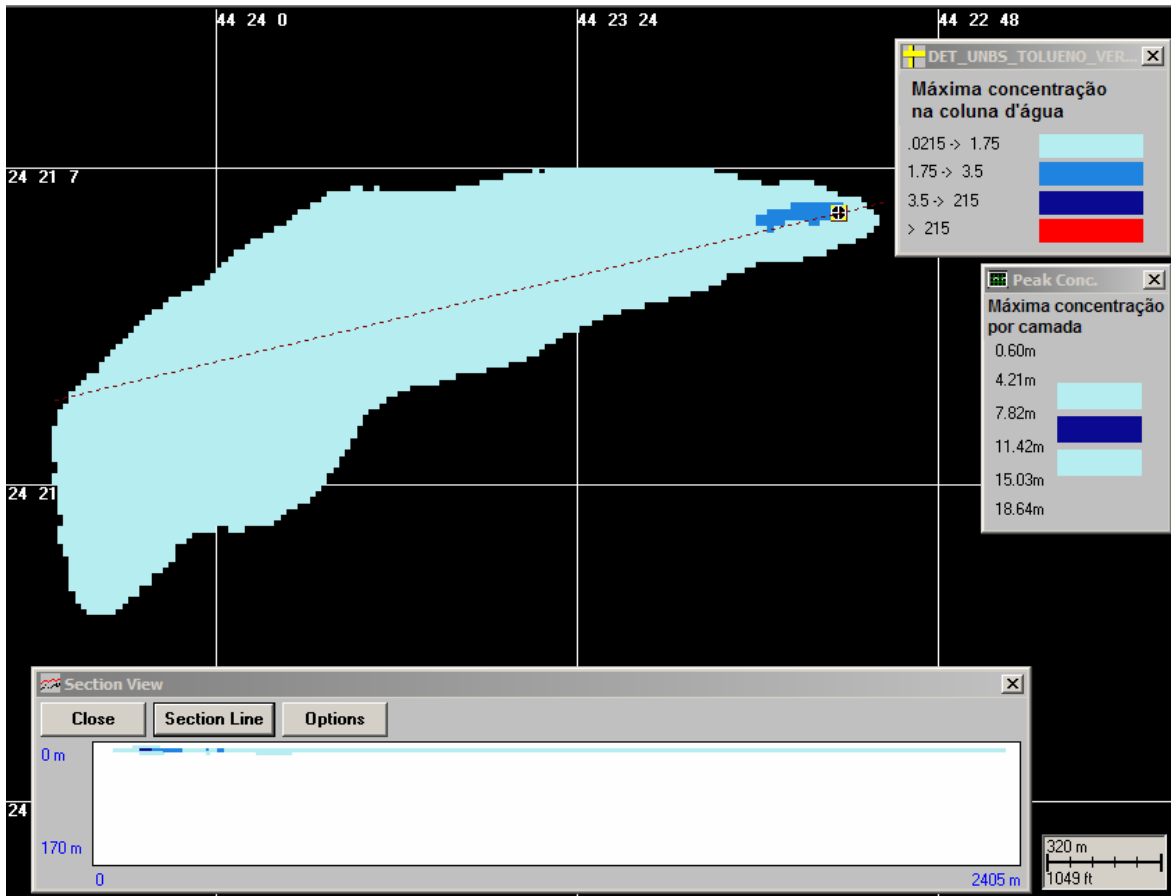 44 24 0
44 23 24
44 22 48
DET_UNBS_TOLUENO_VER...
Máxima concentração
na coluna d'água
.0215-> 1.75
1.75-> 3.5
3.5-> 215
> 215
24 21 7
Peak Conc.
Máxima concentração
por camada
0.60m
4.21m
7.82m
11.42m
15.03m
18.64m
24 21
Section View
Close
Section Line
Options
0 m
170 m
0
2405 m
24
320 m
1049 ft